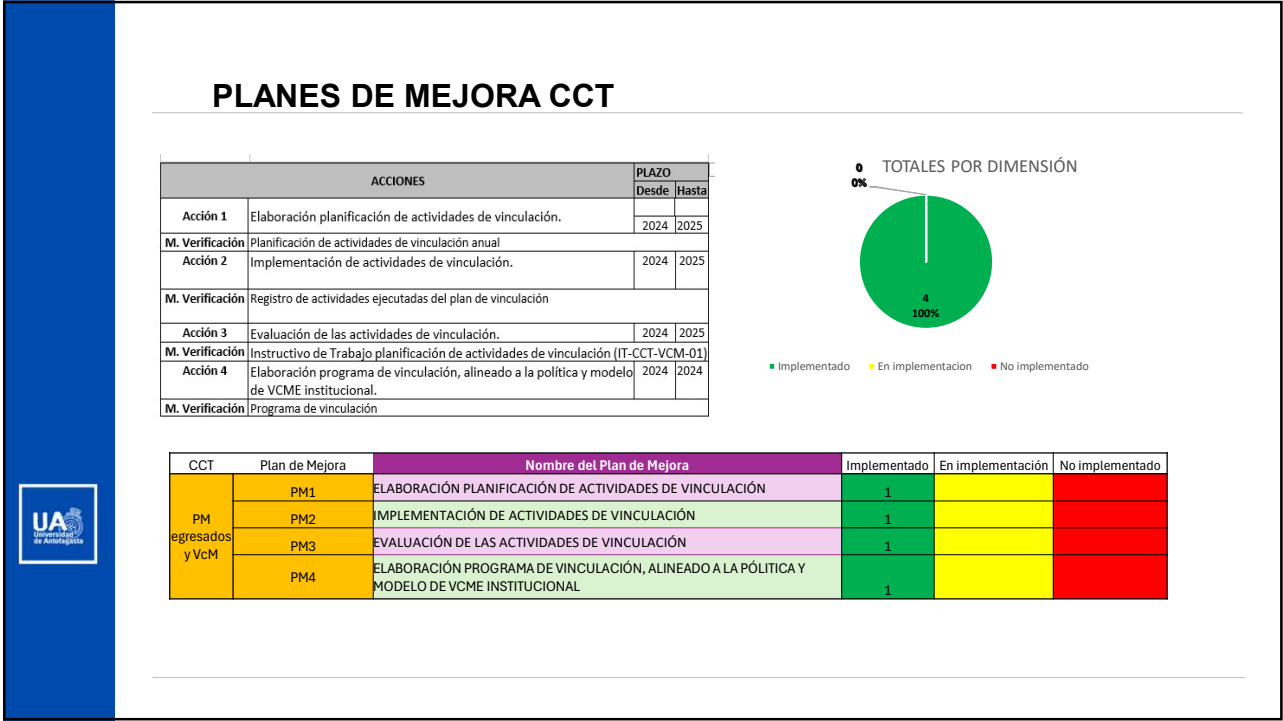 PLANES DE MEJORA CCT
ACCIONES PLAZO
Desde Hasta
Acción 1 Elaboración planificación de actividades de vinculación. 2024 2025
M. Verificación Planificación de actividades de vinculación anual
Acción 2 Implementación de actividades de vinculación. 2024 2025
M. Verificación Registro de actividades ejecutadas del plan de vinculación
Acción 3 Evaluación de las actividades de vinculación. 2024 2025
M. Verificación Instructivo de Trabajo planificación de actividades de vinculación (IT-CCT-VCM-01)
Acción 4 Elaboración programa de vinculación, alineado a la política y modelo 2024 2024
de VCME institucional.
M. Verificación Programa de vinculación
TOTALES POR DIMENSIÓN
0
0%
4
100%
Implementado En implementacion No implementado
CCT Plan de Mejora Nombre del Plan de Mejora Implementado En implementación No implementado
PM
egresados
y VcM
PM1 ELABORACIÓN PLANIFICACIÓN DE ACTIVIDADES DE VINCULACIÓN 1
PM2 IMPLEMENTACIÓN DE ACTIVIDADES DE VINCULACIÓN 1
PM3 EVALUACIÓN DE LAS ACTIVIDADES DE VINCULACIÓN 1
PM4 ELABORACIÓN PROGRAMA DE VINCULACIÓN, ALINEADO A LA PÓLITICA Y
MODELO DE VCME INSTITUCIONAL 1
UA
Universidad
de Antofagasta